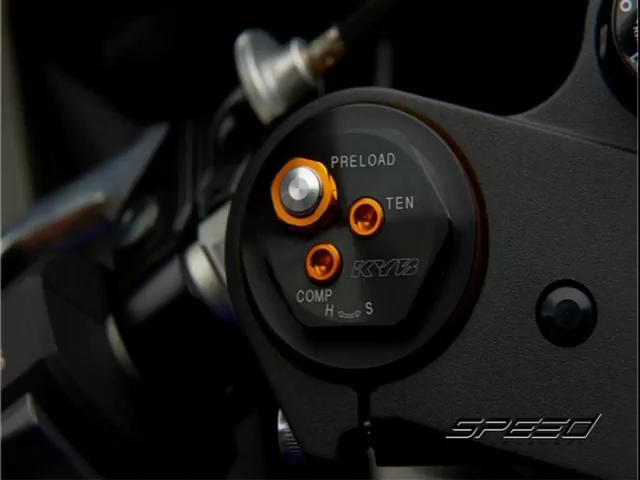 PRELOAD
TEN
KYB
COMP
H S
SPEED